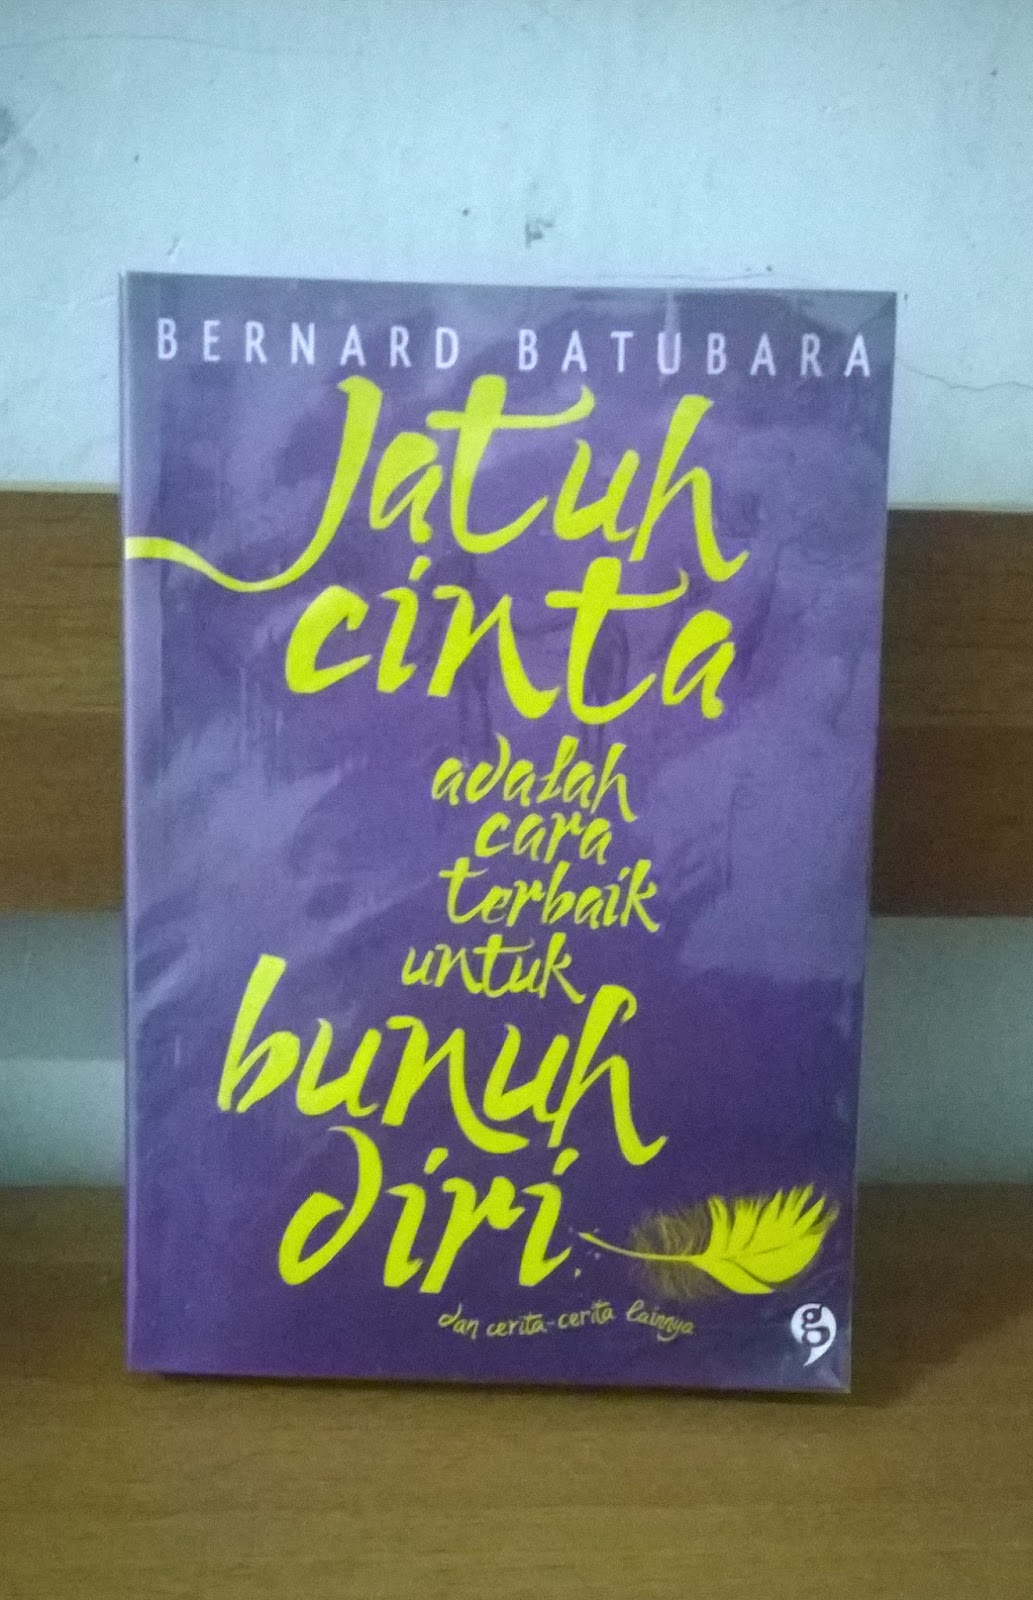 BERNARD BATUBARA
Jatuh
cinta
adalah
cara
terbaik
untuk
bunuh
diri
dan cerita-cerita lainnya
g